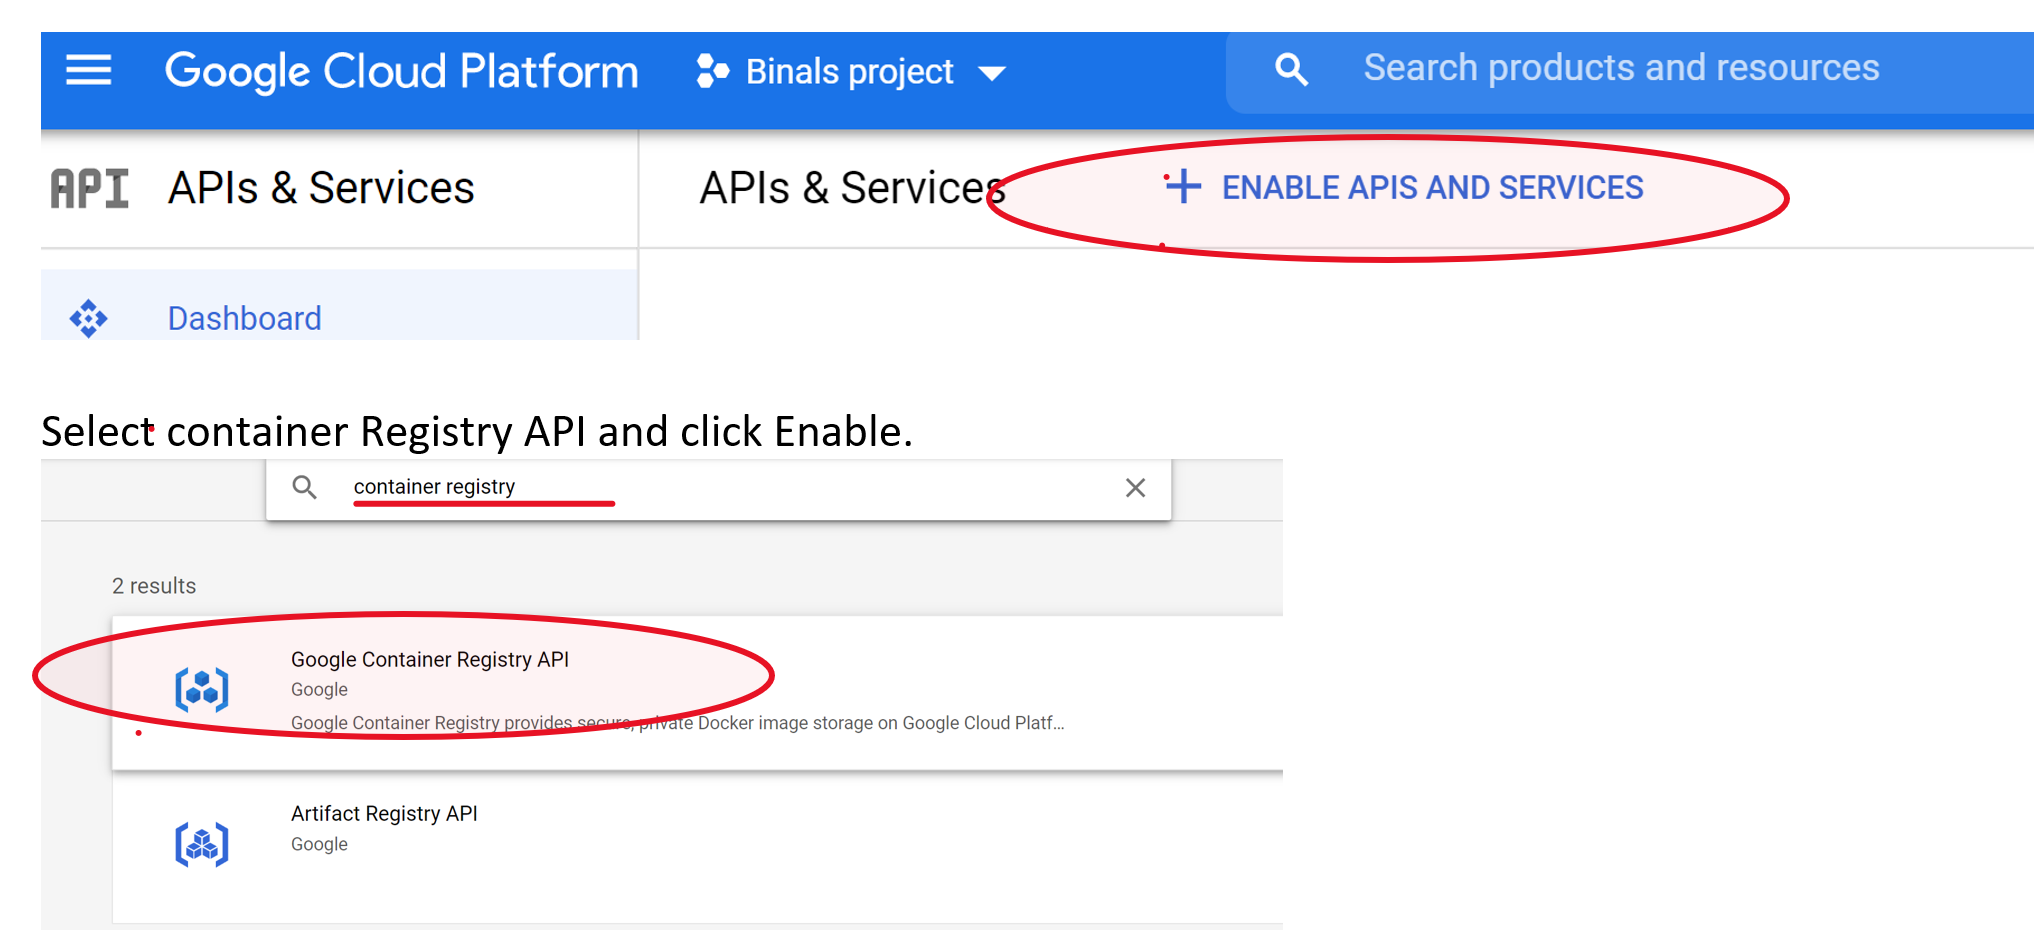 Google Cloud Platform Binals project Search products and resources
API APIs & Services APIs & Services + ENABLE APIS AND SERVICES
Dashboard
Select container Registry API and click Enable.
container registry
2 results
Google Container Registry API
Google
Google Container Registry provides secure, private Docker image storage on Google Cloud Platf...
Artifact Registry API
Google